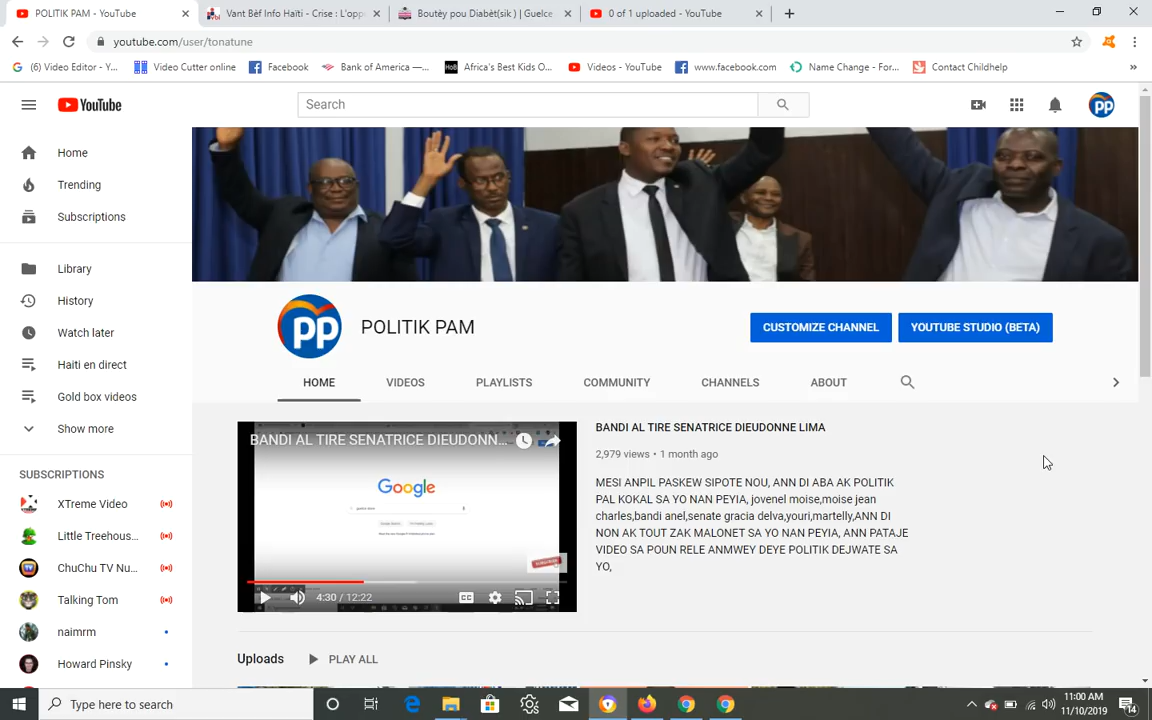 POLITIK PAM - YouTube
Vant Bèf Info Haïti - Crise : L'opp
Boutèy pou Diabèt(sik ) | Guelce
0 of 1 uploaded - YouTube
youtube.com/user/tonatune
(6) Video Editor - Y...
Video Cutter online
Facebook
Bank of America —...
HoB
Africa's Best Kids O...
Videos - YouTube
www.facebook.com
Name Change - For...
Contact Childhelp
YouTube
Search
pp
Home
Trending
Subscriptions
Library
History
Watch later
Haiti en direct
Gold box videos
Show more
SUBSCRIPTIONS
XTreme Video
Little Treehous...
ChuChu TV Nu...
Talking Tom
naimrm
Howard Pinsky
pp
POLITIK PAM
CUSTOMIZE CHANNEL
YOUTUBE STUDIO (BETA)
HOME
VIDEOS
PLAYLISTS
COMMUNITY
CHANNELS
ABOUT
BANDI AL TIRE SENATRICE DIEUDONN...
Google
4:30 / 12:22
CC
BANDI AL TIRE SENATRICE DIEUDONNE LIMA
2,979 views • 1 month ago
MESI ANPIL PASKEW SIPOTE NOU, ANN DI ABA AK POLITIK
PAL KOKAL SA YO NAN PEYIA, jovenel moise,moise jean
charles,bandi anel,senate gracia delva,youri,martelly,ANN DI
NON AK TOUT ZAK MALONET SA YO NAN PEYIA, ANN PATAJE
VIDEO SA POUN RELE ANMWEY DEYE POLITIK DEJWATE SA
YO,
Uploads
PLAY ALL
Type here to search
11:00 AM
11/10/2019
14